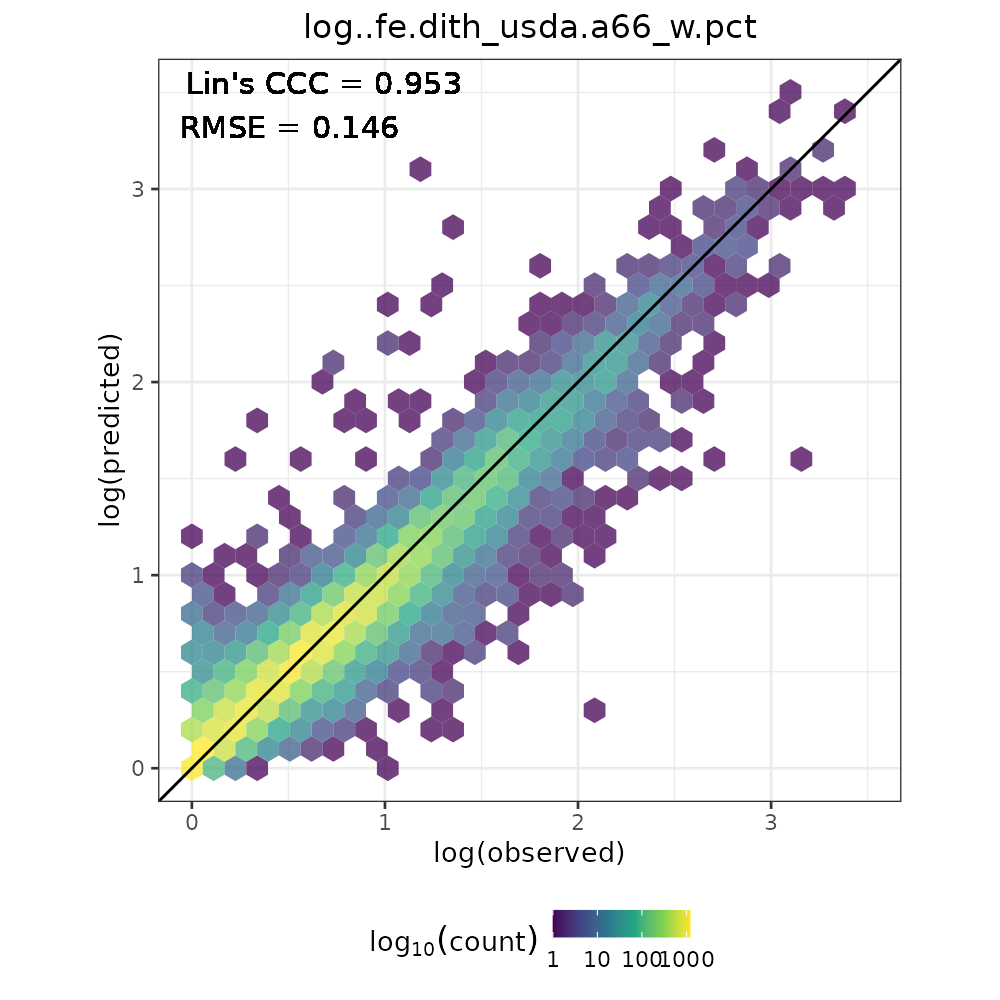 log..fe.dith_usda.a66_w.pct
Lin's CCC = 0.953
RMSE = 0.146
3
2
1
0
log(predicted)
0 1 2 3
log(observed)
log₁₀(count)
1 10 100 1000